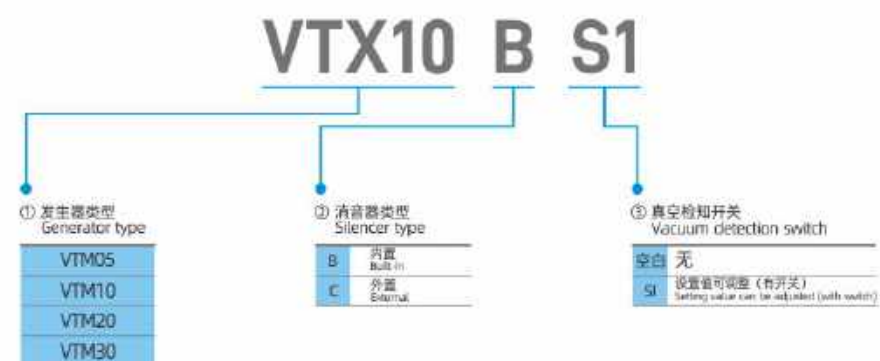 VTX10 B S1
① 发生器类型
Generator type
VTM05
VTM10
VTM20
VTM30
② 消音器类型
Silencer type
B 内置
Built-in
C 外置
External
③ 真空检知开关
Vacuum detection switch
空白 无
SI 设置值可调整（有开关）
Setting value can be adjusted (with switch)